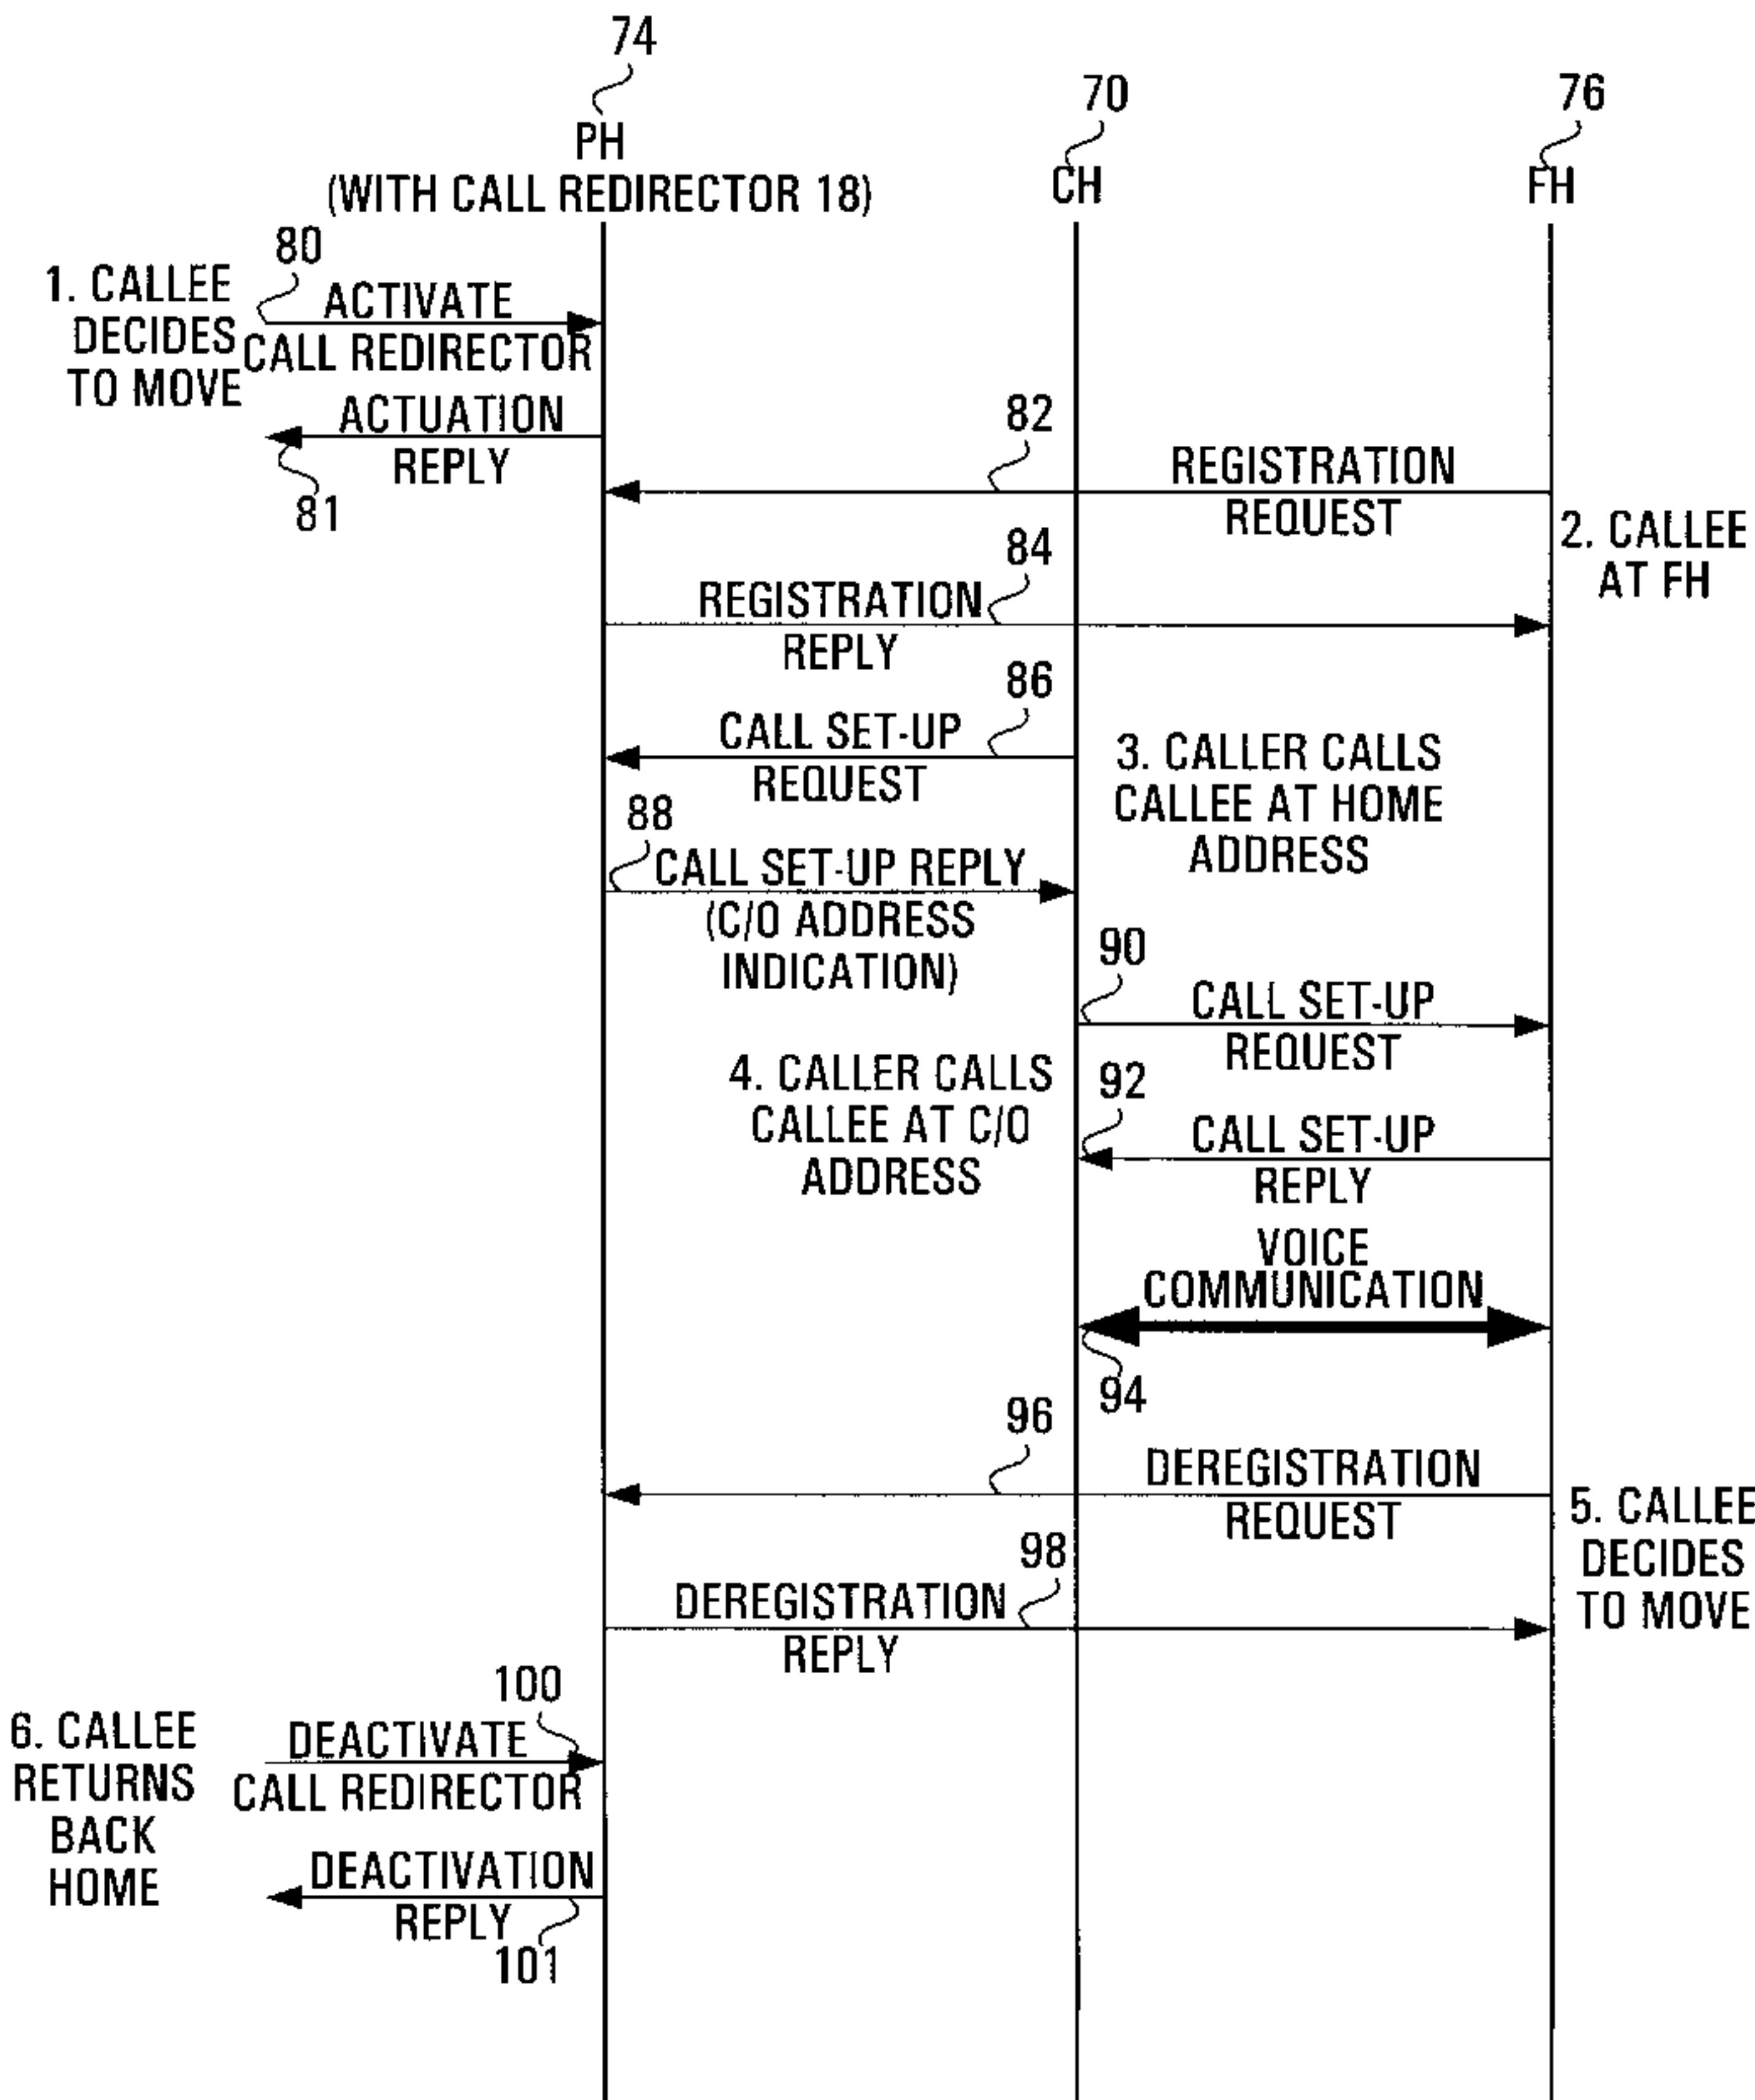 74
70
76
PH
(WITH CALL REDIRECTOR 18)
CH
FH
80
1. CALLEE
DECIDES
TO MOVE
ACTIVATE
CALL REDIRECTOR
ACTUATION
REPLY
81
82
REGISTRATION
REQUEST
2. CALLEE
AT FH
84
REGISTRATION
REPLY
86
CALL SET-UP
REQUEST
3. CALLER CALLS
CALLEE AT HOME
ADDRESS
88
CALL SET-UP REPLY
(C/O ADDRESS
INDICATION)
90
CALL SET-UP
REQUEST
4. CALLER CALLS
CALLEE AT C/O
ADDRESS
92
CALL SET-UP
REPLY
VOICE
COMMUNICATION
94
96
DEREGISTRATION
REQUEST
5. CALLEE
DECIDES
TO MOVE
98
DEREGISTRATION
REPLY
100
6. CALLEE
RETURNS
BACK
HOME
DEACTIVATE
CALL REDIRECTOR
DEACTIVATION
REPLY
101